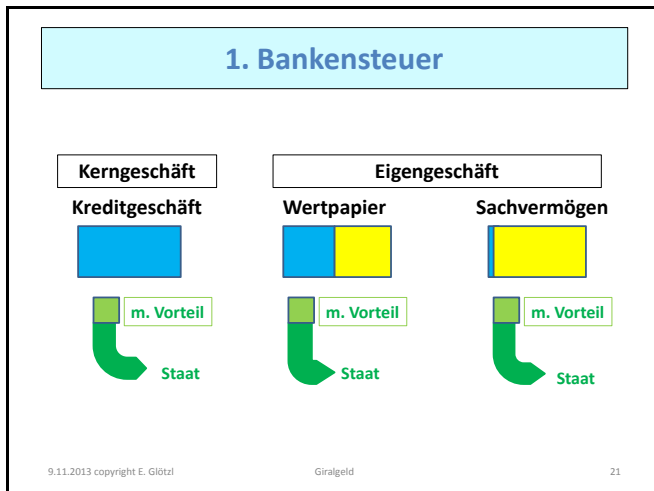 1. Bankensteuer
Kerngeschäft Eigengeschäft
Kreditgeschäft Wertpapier Sachvermögen
m. Vorteil m. Vorteil m. Vorteil
Staat Staat Staat
9.11.2013 copyright E. Glötzl Giralgeld 21